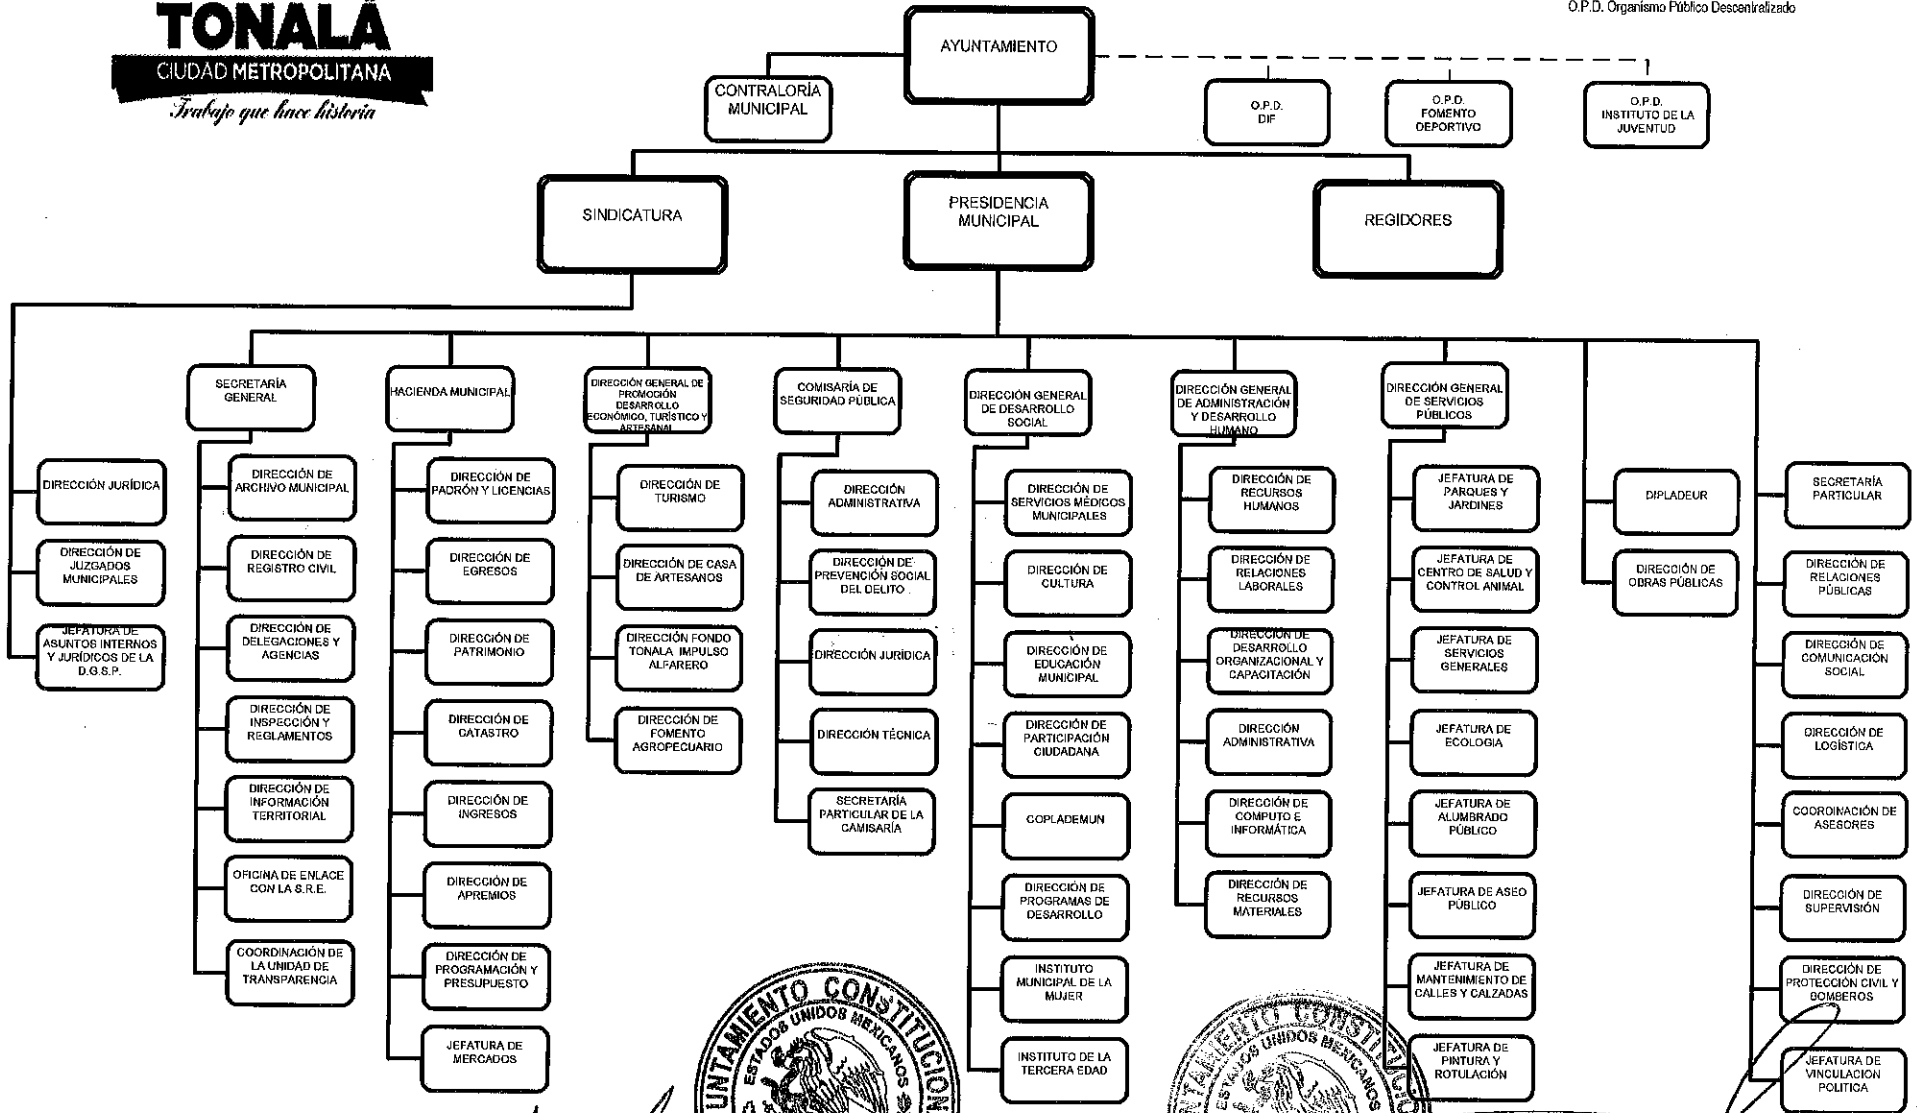 TONALÁ
CIUDAD METROPOLITANA
Trabajo que hace historia
O.P.D. Organismo Público Descentralizado
AYUNTAMIENTO
CONTRALORÍA
MUNICIPAL
O.P.D.
DIF
O.P.D.
FOMENTO
DEPORTIVO
O.P.D.
INSTITUTO DE LA
JUVENTUD
SINDICATURA
PRESIDENCIA
MUNICIPAL
REGIDORES
SECRETARÍA
GENERAL
HACIENDA MUNICIPAL
DIRECCIÓN GENERAL DE
PROMOCIÓN
DESARROLLO
ECONÓMICO, TURÍSTICO Y
ARTESANAL
COMISARÍA DE
SEGURIDAD PÚBLICA
DIRECCIÓN GENERAL
DE DESARROLLO
SOCIAL
DIRECCIÓN GENERAL
DE ADMINISTRACIÓN
Y DESARROLLO
HUMANO
DIRECCIÓN GENERAL
DE SERVICIOS
PÚBLICOS
DIRECCIÓN JURÍDICA
DIRECCIÓN DE
JUZGADOS
MUNICIPALES
JEFATURA DE
ASUNTOS INTERNOS
Y JURÍDICOS DE LA
D.G.S.P.
DIRECCIÓN DE
ARCHIVO MUNICIPAL
DIRECCIÓN DE
REGISTRO CIVIL
DIRECCIÓN DE
DELEGACIONES Y
AGENCIAS
DIRECCIÓN DE
INSPECCIÓN Y
REGLAMENTOS
DIRECCIÓN DE
INFORMACIÓN
TERRITORIAL
OFICINA DE ENLACE
CON LA S.R.E.
COORDINACIÓN DE
LA UNIDAD DE
TRANSPARENCIA
DIRECCIÓN DE
PADRÓN Y LICENCIAS
DIRECCIÓN DE
EGRESOS
DIRECCIÓN DE
PATRIMONIO
DIRECCIÓN DE
CATASTRO
DIRECCIÓN DE
INGRESOS
DIRECCIÓN DE
APREMIOS
DIRECCIÓN DE
PROGRAMACIÓN Y
PRESUPUESTO
JEFATURA DE
MERCADOS
DIRECCIÓN DE
TURISMO
DIRECCIÓN DE CASA
DE ARTESANOS
DIRECCIÓN FONDO
TONALA IMPULSO
ALFARERO
DIRECCIÓN DE
FOMENTO
AGROPECUARIO
DIRECCIÓN
ADMINISTRATIVA
DIRECCIÓN DE
PREVENCIÓN SOCIAL
DEL DELITO
DIRECCIÓN JURÍDICA
DIRECCIÓN TÉCNICA
SECRETARÍA
PARTICULAR DE LA
CAMISARÍA
DIRECCIÓN DE
SERVICIOS MÉDICOS
MUNICIPALES
DIRECCIÓN DE
CULTURA
DIRECCIÓN DE
EDUCACIÓN
MUNICIPAL
DIRECCIÓN DE
PARTICIPACIÓN
CIUDADANA
COPLADEMUN
DIRECCIÓN DE
PROGRAMAS DE
DESARROLLO
INSTITUTO
MUNICIPAL DE LA
MUJER
INSTITUTO DE LA
TERCERA EDAD
DIRECCIÓN DE
RECURSOS
HUMANOS
DIRECCIÓN DE
RELACIONES
LABORALES
DIRECCIÓN DE
DESARROLLO
ORGANIZACIONAL Y
CAPACITACIÓN
DIRECCIÓN
ADMINISTRATIVA
DIRECCIÓN DE
COMPUTO E
INFORMÁTICA
DIRECCIÓN DE
RECURSOS
MATERIALES
JEFATURA DE
PARQUES Y
JARDINES
JEFATURA DE
CENTRO DE SALUD Y
CONTROL ANIMAL
JEFATURA DE
SERVICIOS
GENERALES
JEFATURA DE
ECOLOGIA
JEFATURA DE
ALUMBRADO
PÚBLICO
JEFATURA DE ASEO
PÚBLICO
JEFATURA DE
MANTENIMIENTO DE
CALLES Y CALZADAS
JEFATURA DE
PINTURA Y
ROTULACIÓN
DIPLADEUR
DIRECCIÓN DE
OBRAS PÚBLICAS
SECRETARÍA
PARTICULAR
DIRECCIÓN DE
RELACIONES
PÚBLICAS
DIRECCIÓN DE
COMUNICACIÓN
SOCIAL
DIRECCIÓN DE
LOGÍSTICA
COORDINACIÓN DE
ASESORES
DIRECCIÓN DE
SUPERVISIÓN
DIRECCIÓN DE
PROTECCIÓN CIVIL Y
BOMBEROS
JEFATURA DE
VINCULACION
POLITICA
UNTAMIENTO CONSTITUCION
ESTADOS UNIDOS MEXICANOS
NTAMIENTO CONSTITUCIO
ESTADOS UNIDOS MEXICANOS